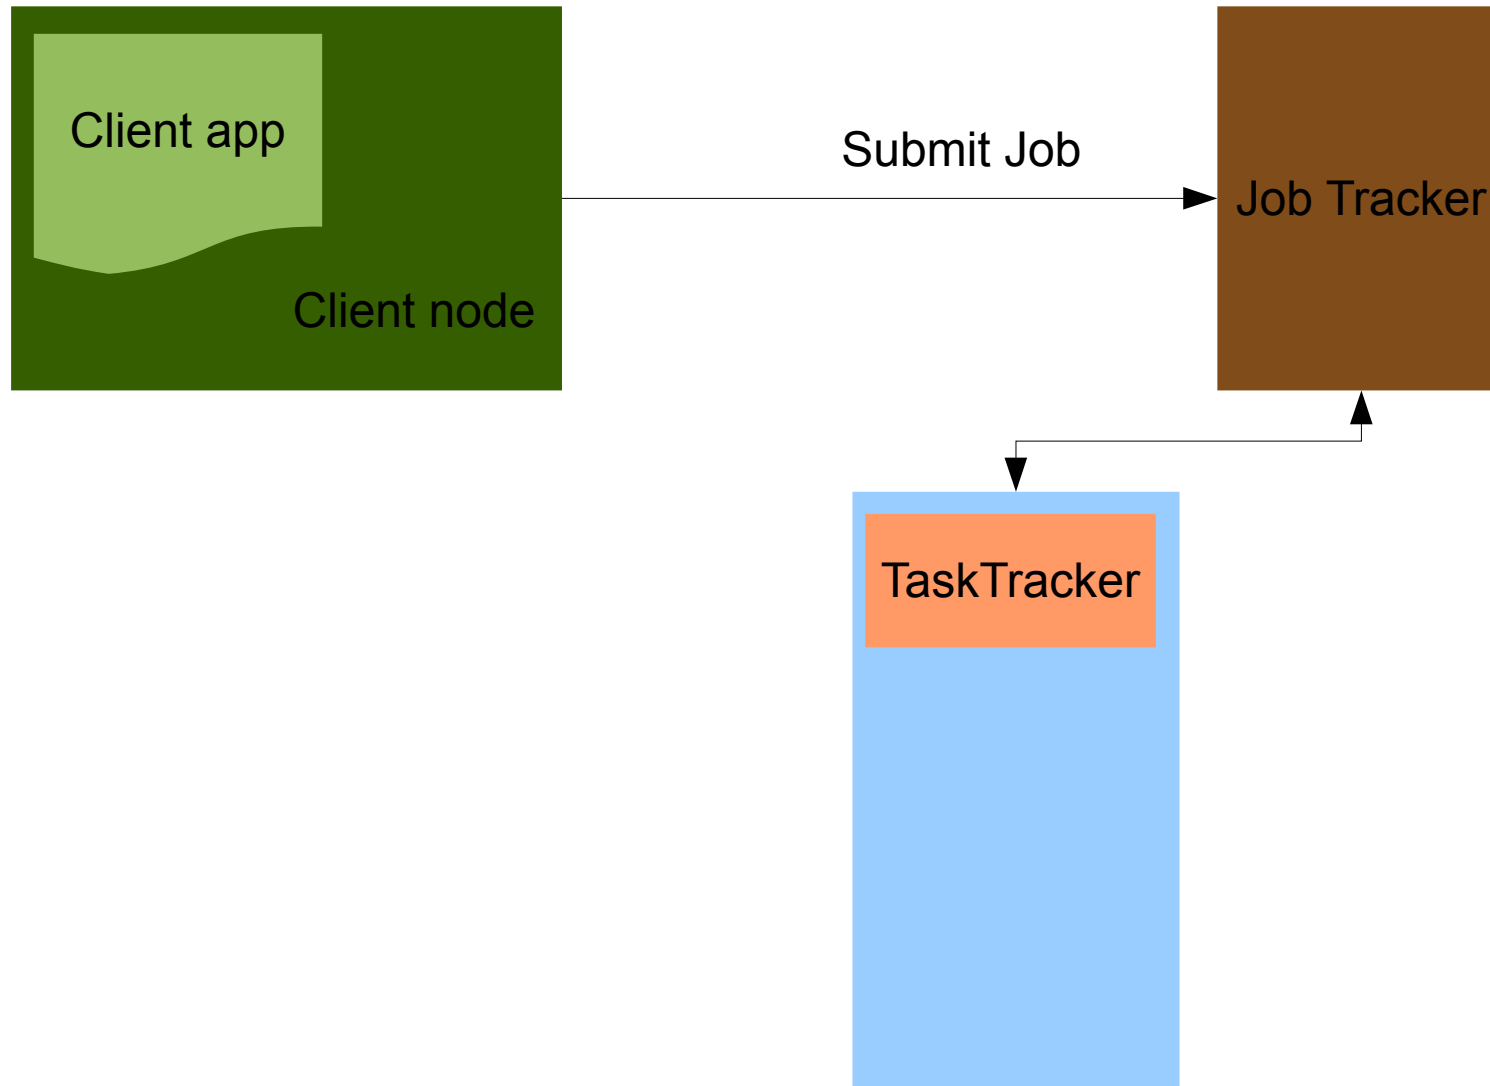 Client app
Submit Job
Job Tracker
Client node
TaskTracker